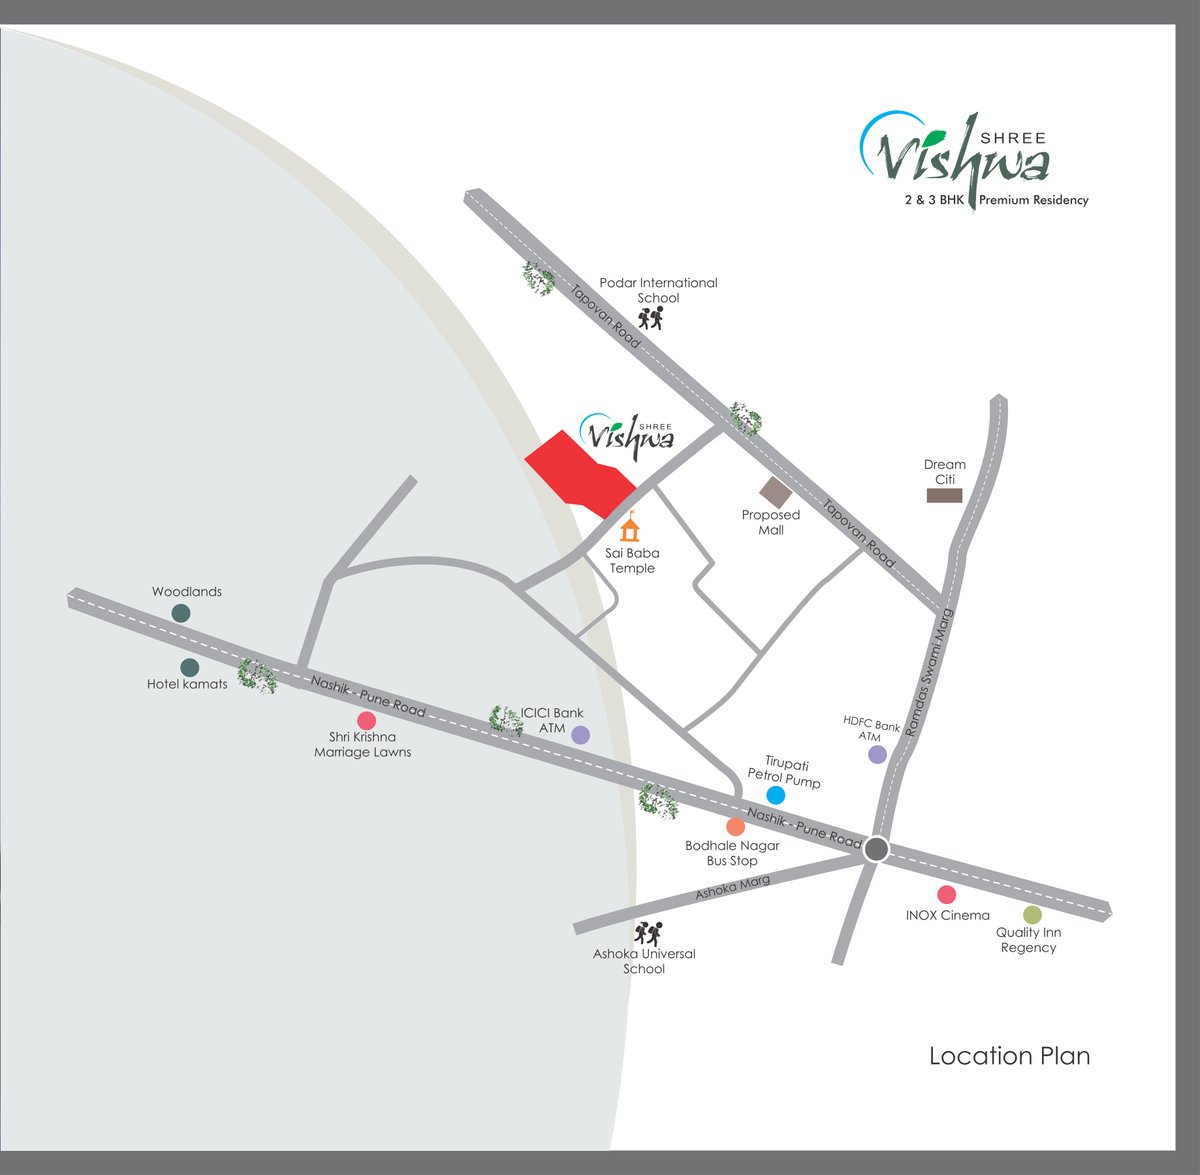 SHREE
Vishwa
2 & 3 BHK Premium Residency
Podar International
School
Tapovan Road
SHREE
Vishwa
Dream
Citi
Proposed
Mall
Tapovan Road
Sai Baba
Temple
Woodlands
Hotel kamats
Ramdas Swami Marg
Nashik - Pune Road
ICICI Bank
ATM
HDFC Bank
ATM
Shri Krishna
Marriage Lawns
Tirupati
Petrol Pump
Nashik - Pune Road
Bodhale Nagar
Bus Stop
Ashoka Marg
INOX Cinema
Quality Inn
Regency
Ashoka Universal
School
Location Plan